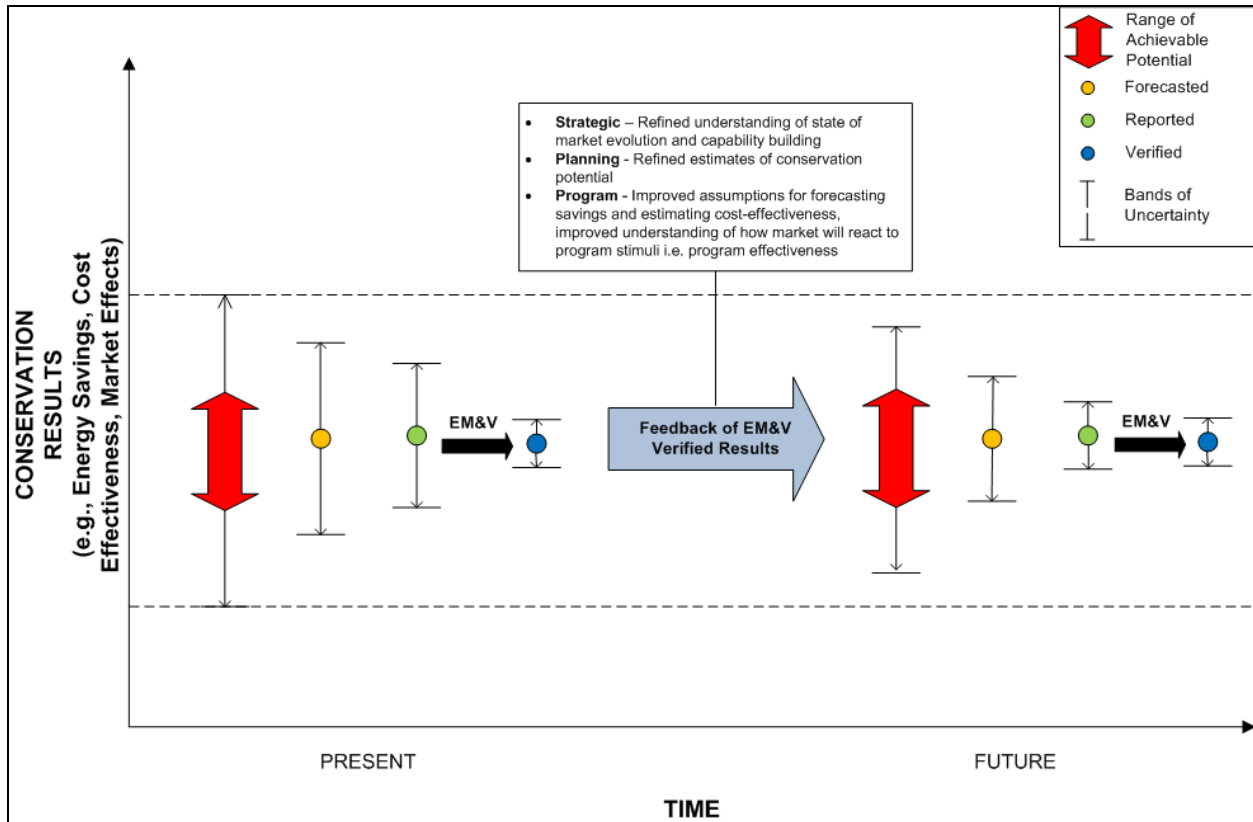 Range of
Achievable
Potential
Forecasted
Reported
Verified
Bands of
Uncertainty
• Strategic – Refined understanding of state of
market evolution and capability building
• Planning - Refined estimates of conservation
potential
• Program - Improved assumptions for forecasting
savings and estimating cost-effectiveness,
improved understanding of how market will react to
program stimuli i.e. program effectiveness
CONSERVATION
RESULTS
(e.g., Energy Savings, Cost
Effectiveness, Market Effects)
EM&V
Feedback of EM&V
Verified Results
EM&V
PRESENT
FUTURE
TIME